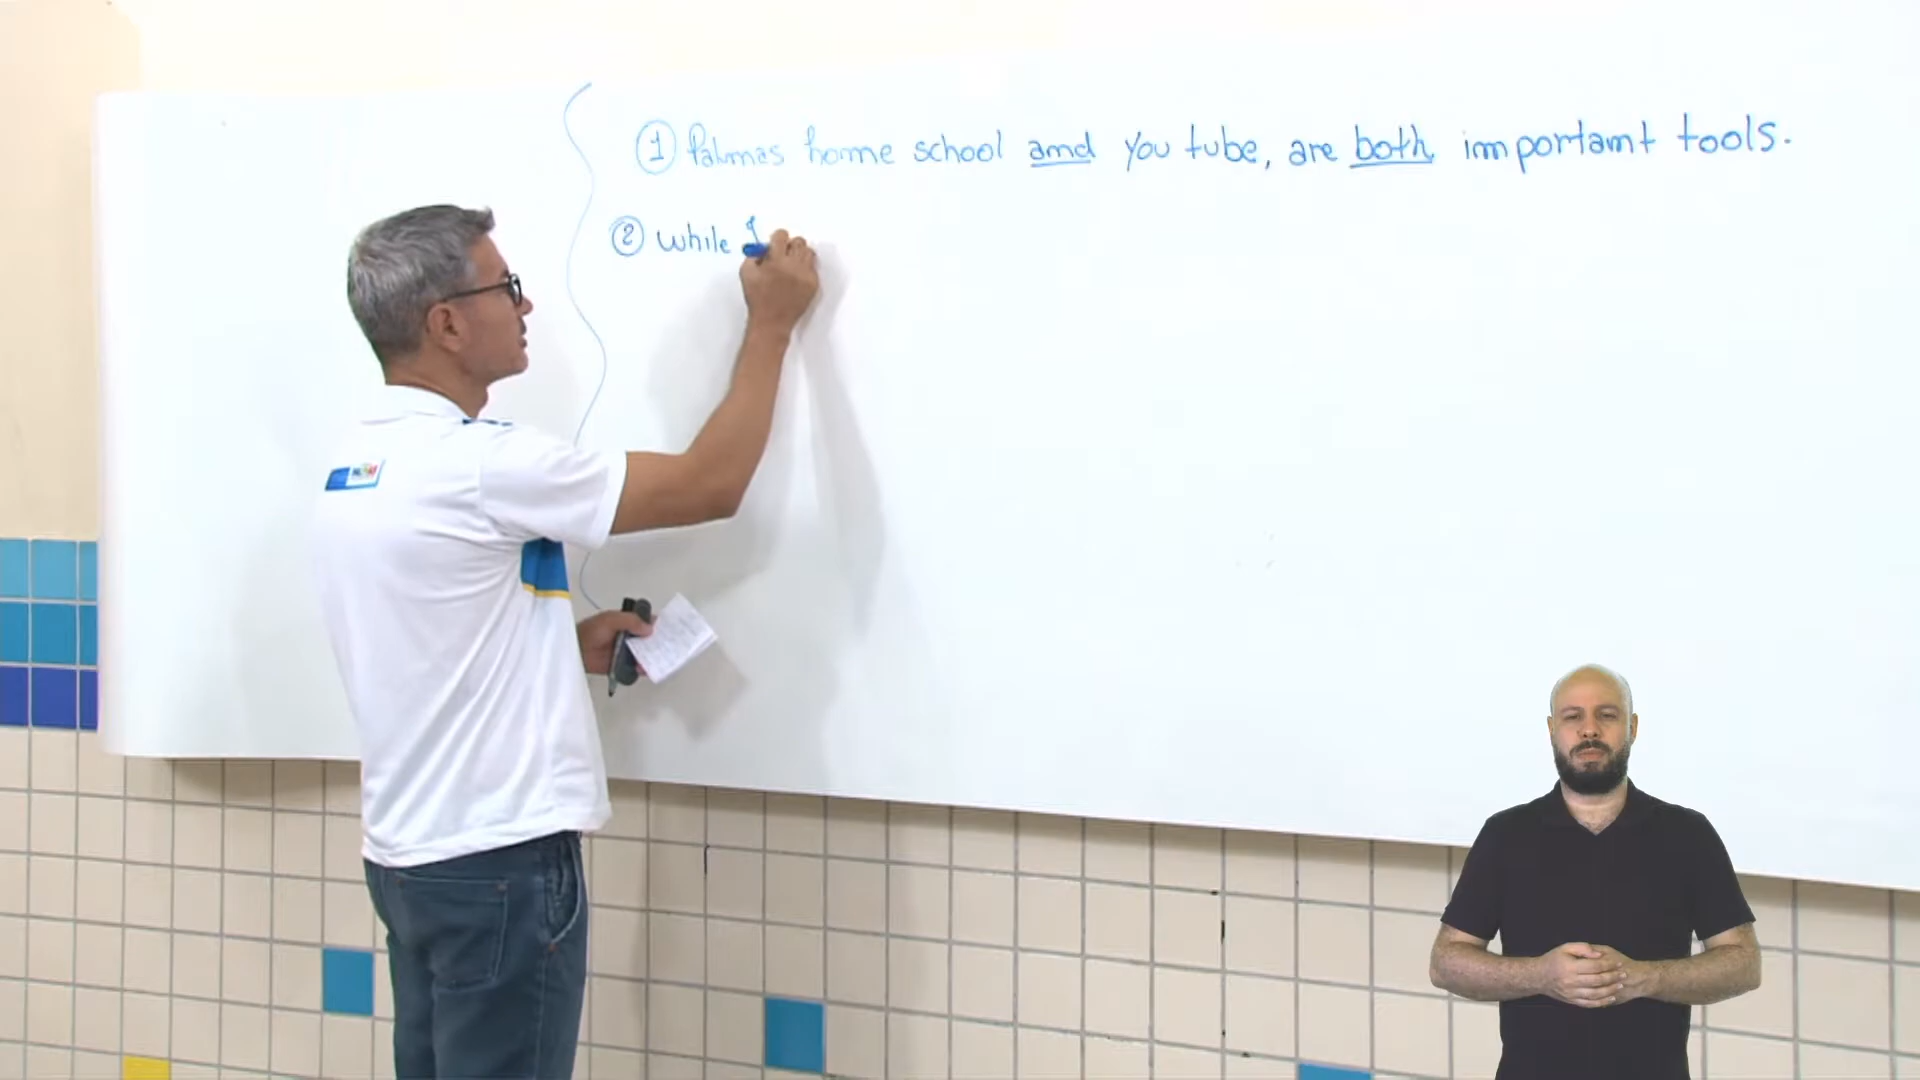 ① Palmas home school and you tube, are both important tools.
② while I